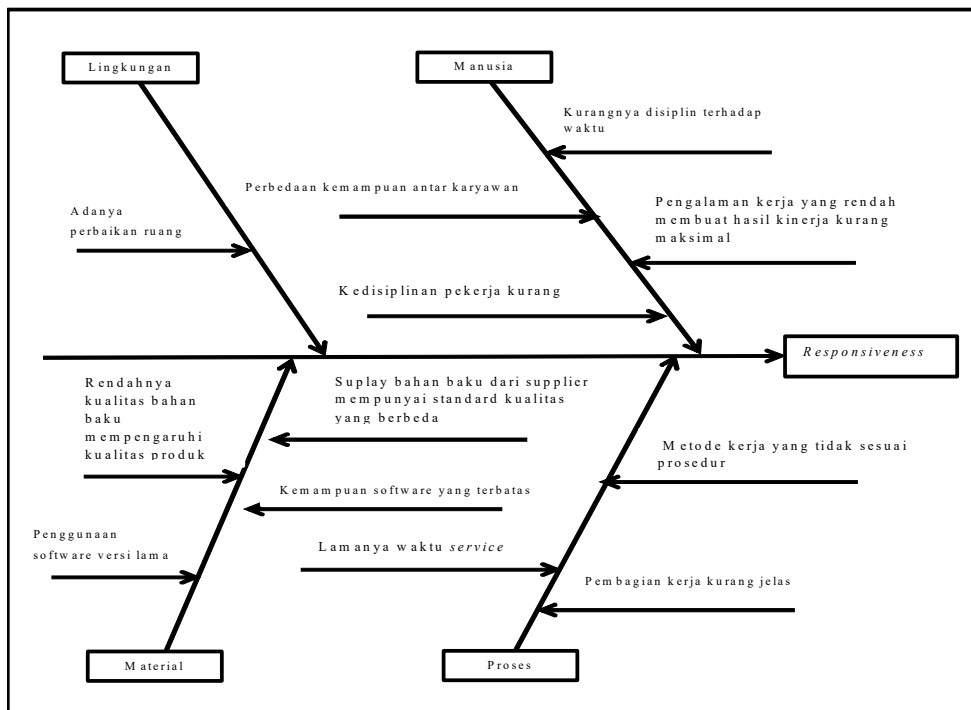 Lingkungan
Manusia
Kurangnya disiplin terhadap
waktu
Perbedaan kemampuan antar karyawan
Adanya
perbaikan ruang
Pengalaman kerja yang rendah
membuat hasil kinerja kurang
maksimal
Kedisiplinan pekerja kurang
Responsiveness
Rendahnya
kualitas bahan
baku
mempengaruhi
kualitas produk
Suplay bahan baku dari supplier
mempunyai standard kualitas
yang berbeda
Metode kerja yang tidak sesuai
prosedur
Kemampuan software yang terbatas
Penggunaan
software versi lama
Lamanya waktu service
Pembagian kerja kurang jelas
Material
Proses